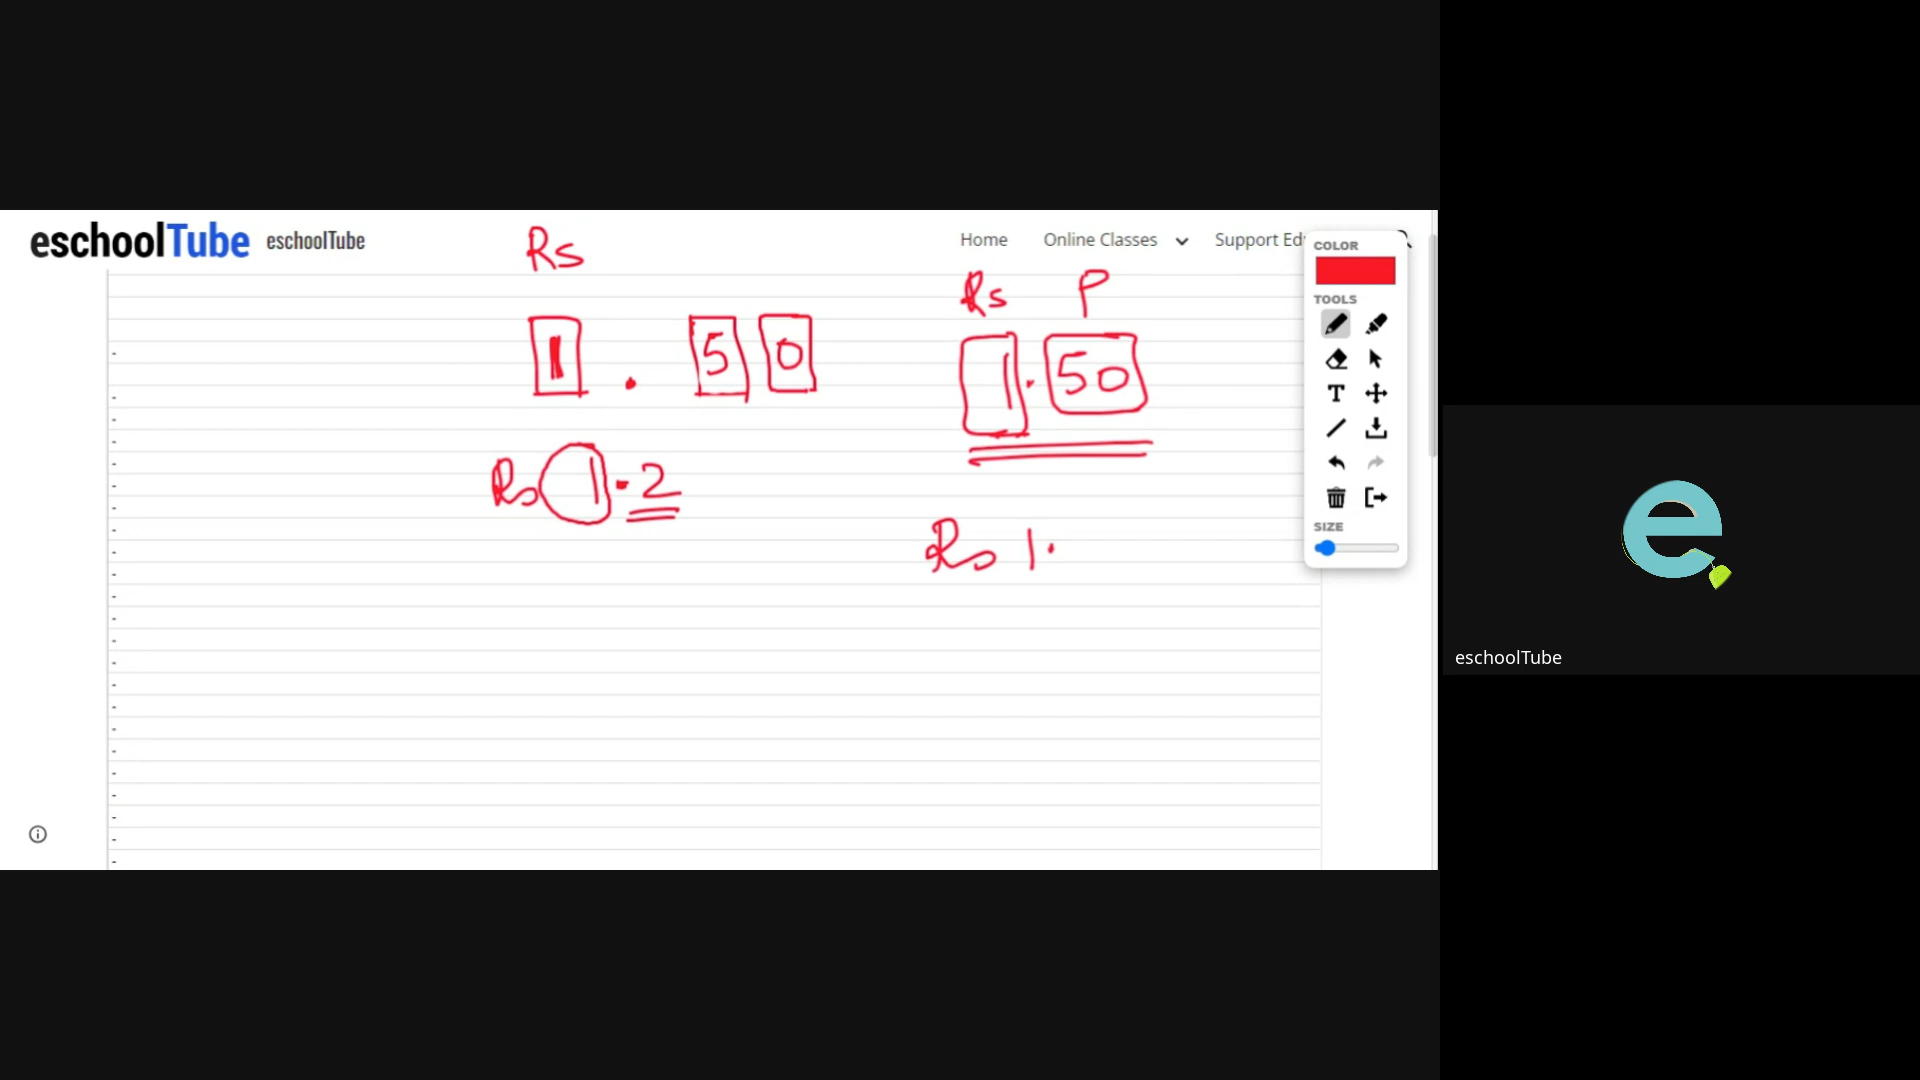 eschoolTube eschoolTube Home Online Classes Support Ed
COLOR
TOOLS
T
SIZE
Rs
1 . 5 0
Rs P
1 . 50
Rs 1 . 2
Rs 1 .
e
eschoolTube